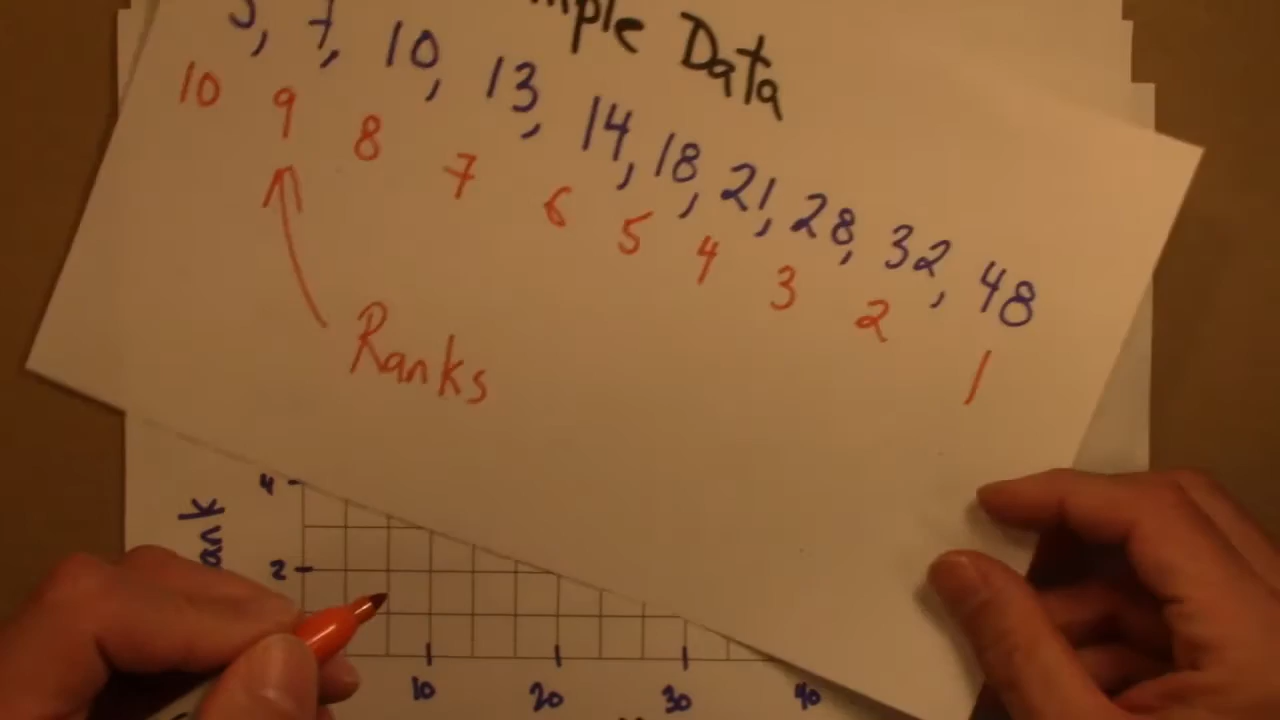 Data
7, 10, 13, 14, 18, 21, 28, 32, 48
10 9 8 7 6 5 4 3 2 1
Ranks
4
2
10 20 30 40